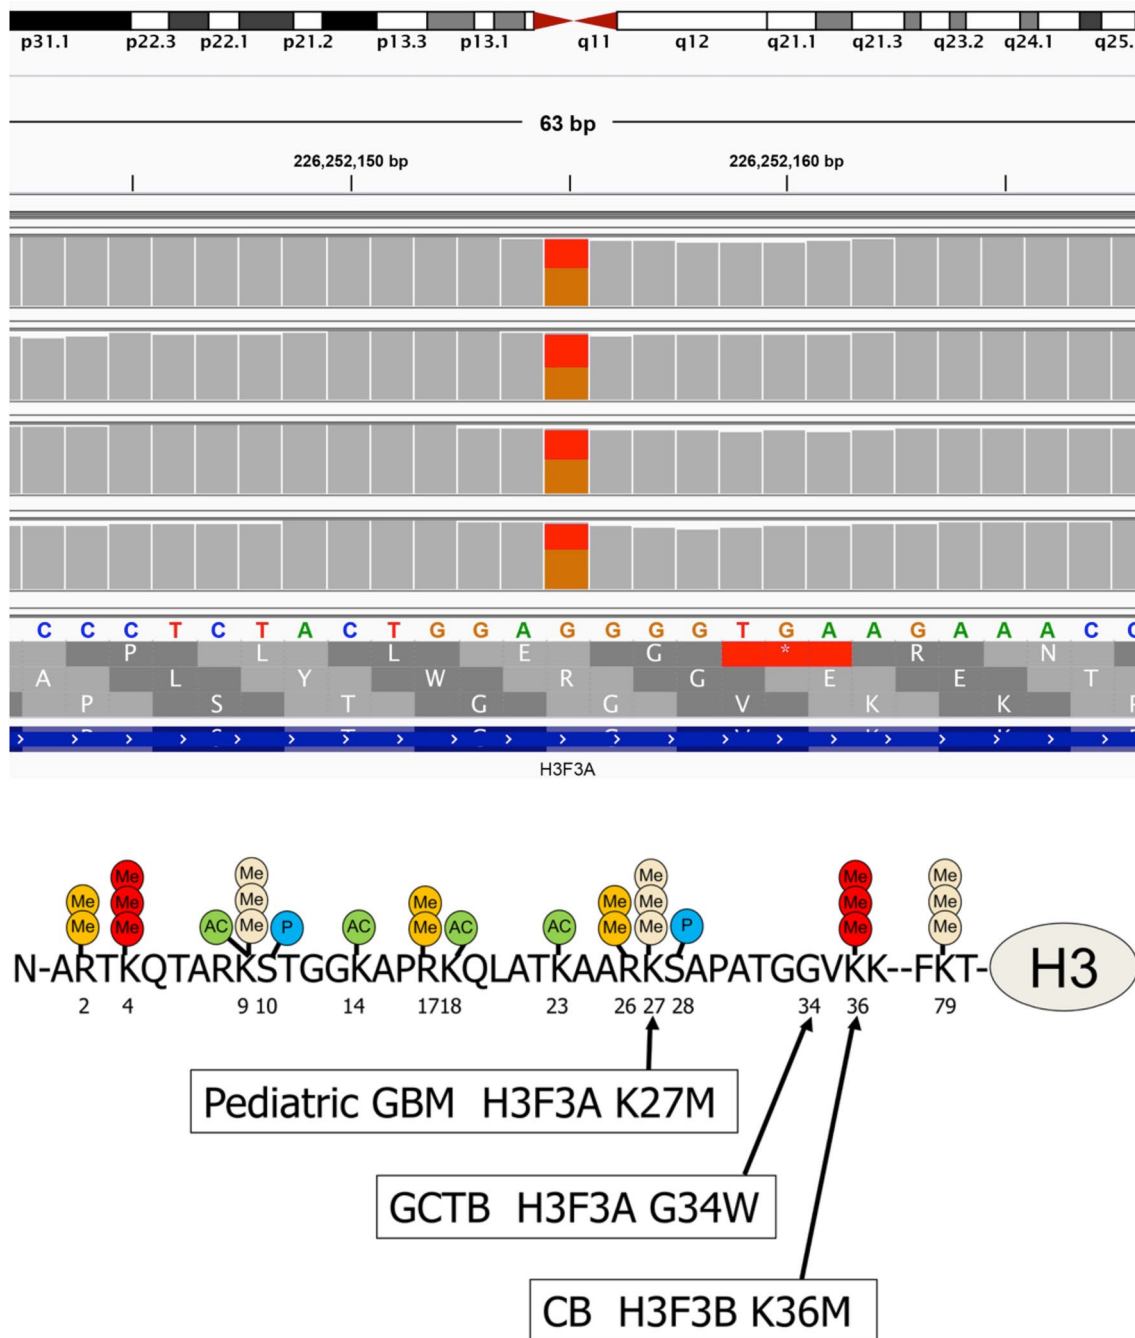 p31.1 p22.3 p22.1 p21.2 p13.3 p13.1 q11 q12 q21.1 q21.3 q23.2 q24.1 q25.
63 bp
226,252,150 bp 226,252,160 bp
C C C T C T A C T G G A G G G G T G A A G A A A C C
P L L E G * R N
A L Y W R G E E T
P S T G G V K K
H3F3A
Me Me Me
Me Me Me Me Me Me Me Me
Me Me AC Me P AC Me AC AC Me Me P Me Me
N-ARTKQTARKSTGGKAPRKQLATKAARKSAPATGGVKK--FKT- H3
2 4 9 10 14 17 18 23 26 27 28 34 36 79
Pediatric GBM H3F3A K27M
GCTB H3F3A G34W
CB H3F3B K36M